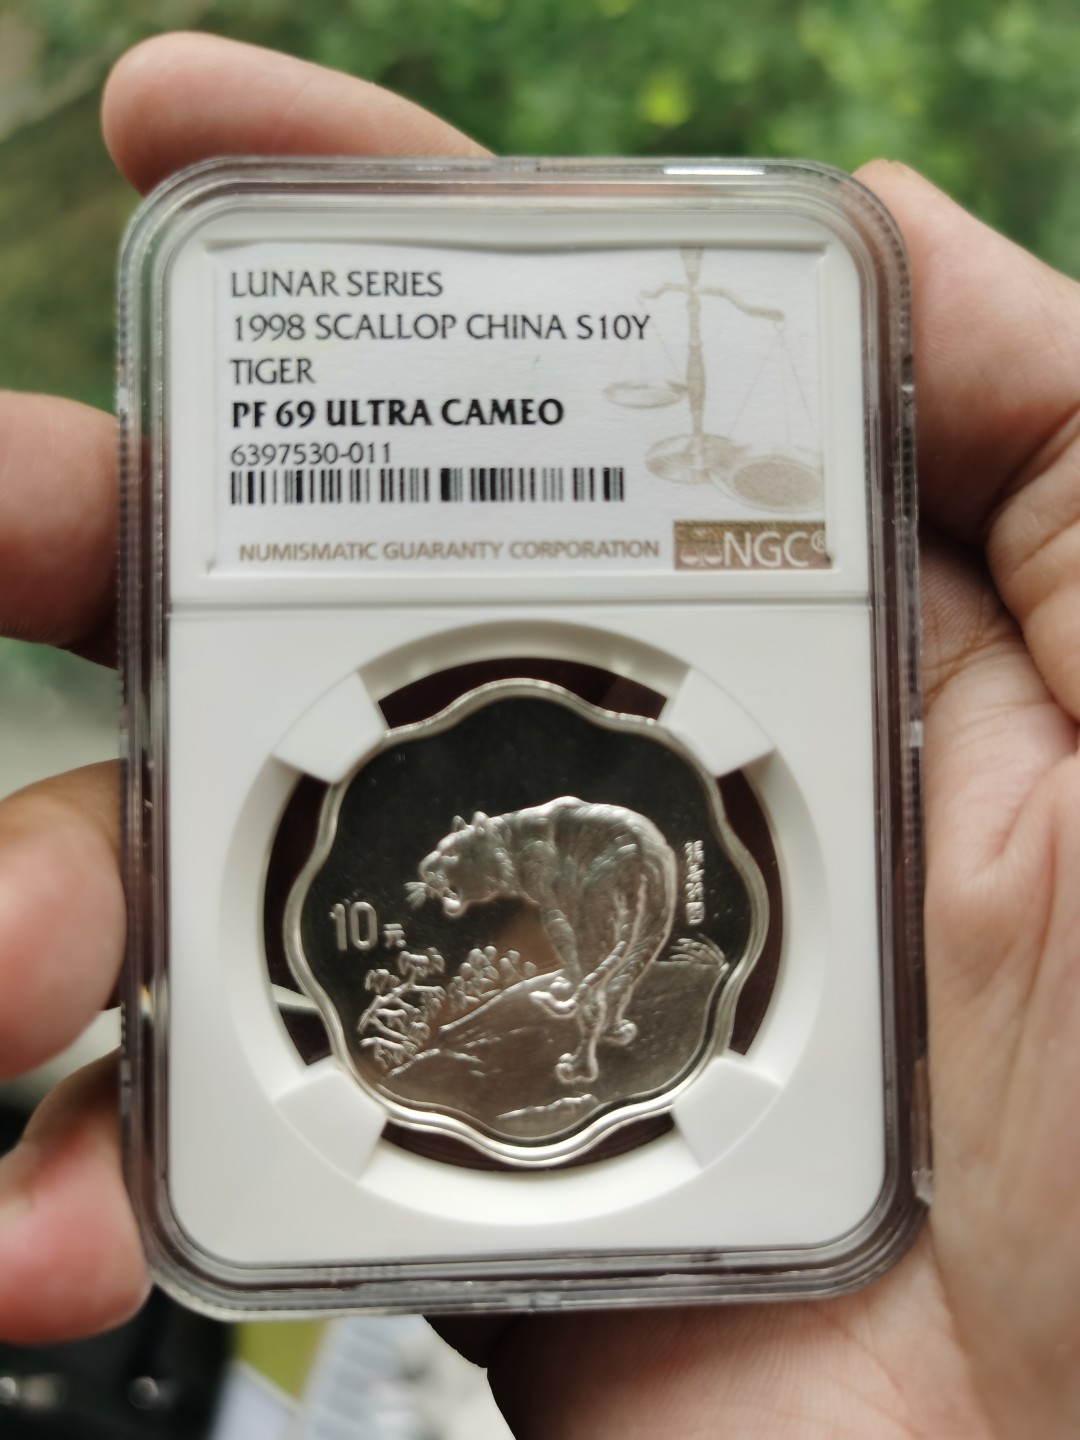 LUNAR SERIES
1998 SCALLOP CHINA S10Y
TIGER
PF 69 ULTRA CAMEO
6397530-011
NUMISMATIC GUARANTY CORPORATION
NGC®
10元